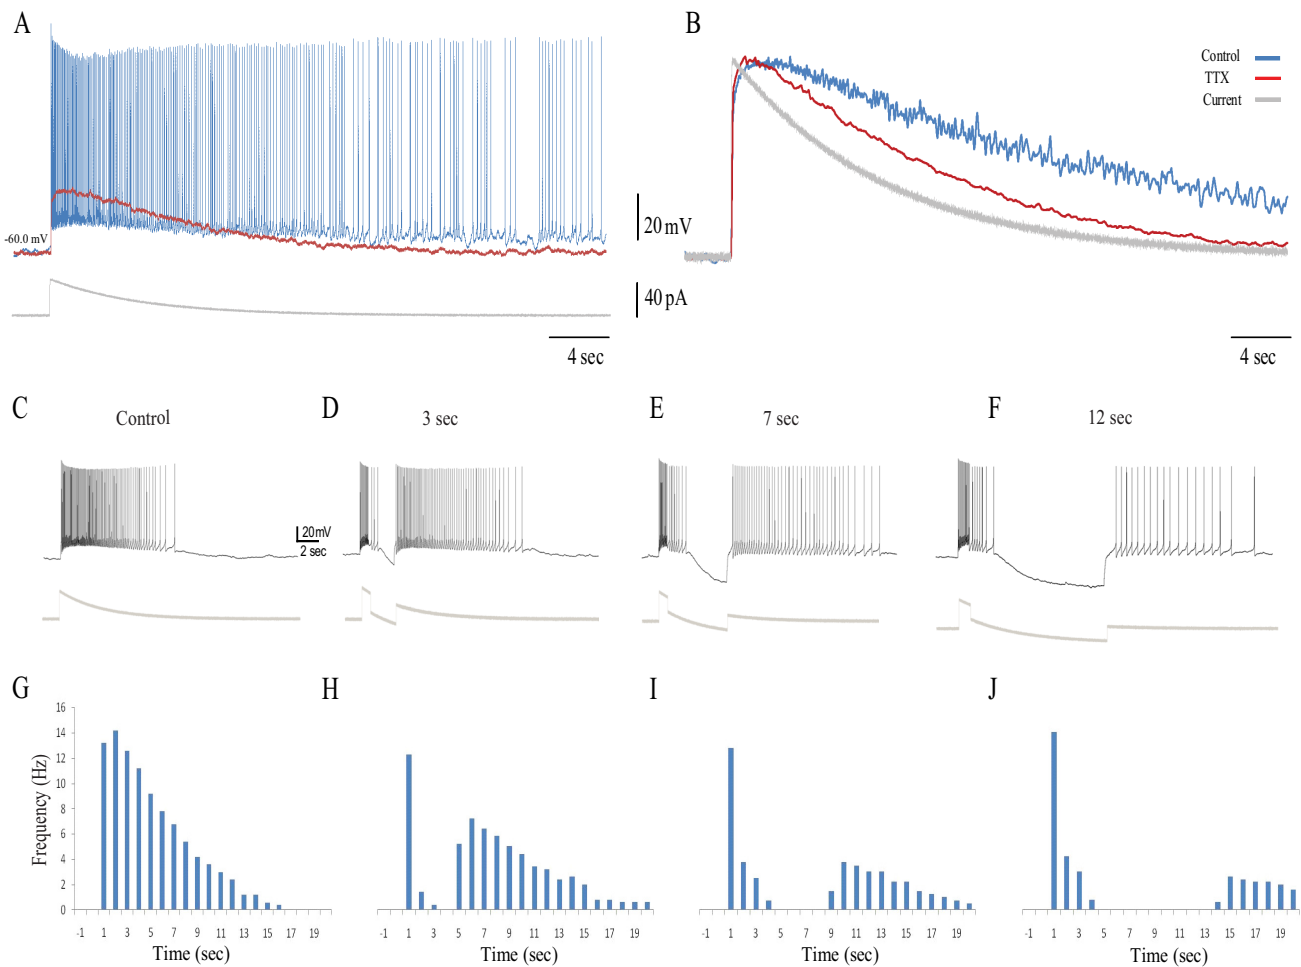 A
B
Control
TTX
Current
-60.0 mV
20 mV
40 pA
4 sec
4 sec
C
Control
D
3 sec
E
7 sec
F
12 sec
20mV
2 sec
G
H
I
J
Frequency (Hz)
16
14
12
10
8
6
4
2
0
-1 1 3 5 7 9 11 13 15 17 19
-1 1 3 5 7 9 11 13 15 17 19
-1 1 3 5 7 9 11 13 15 17 19
-1 1 3 5 7 9 11 13 15 17 19
Time (sec)
Time (sec)
Time (sec)
Time (sec)